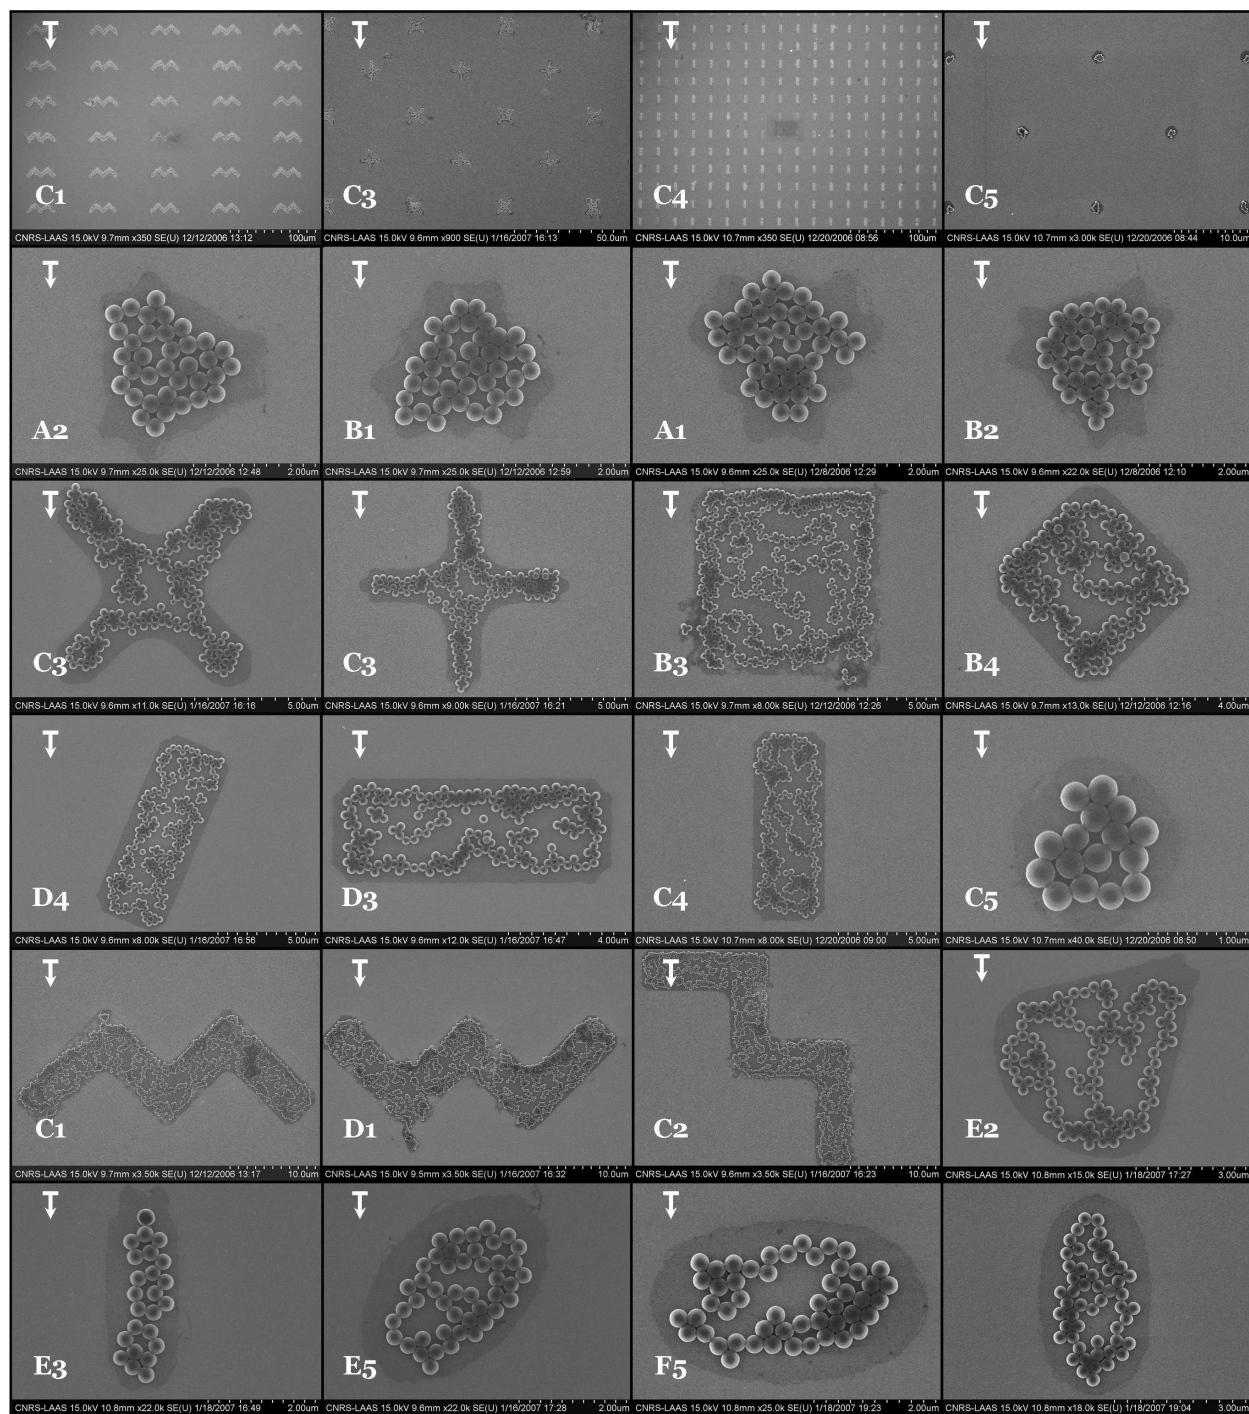 T T T T
C1 C3 C4 C5
CNRS-LAAS 15.0kV 9.7mm x350 SE(U) 12/12/2006 13:12 100um
CNRS-LAAS 15.0kV 9.6mm x900 SE(U) 1/16/2007 16:13 50.0um
CNRS-LAAS 15.0kV 10.7mm x350 SE(U) 12/20/2006 08:56 100um
CNRS-LAAS 15.0kV 10.7mm x3.00k SE(U) 12/20/2006 08:44 10.0um
T T T T
A2 B1 A1 B2
CNRS-LAAS 15.0kV 9.7mm x25.0k SE(U) 12/12/2006 12:48 2.00um
CNRS-LAAS 15.0kV 9.7mm x25.0k SE(U) 12/12/2006 12:59 2.00um
CNRS-LAAS 15.0kV 9.6mm x25.0k SE(U) 12/8/2006 12:29 2.00um
CNRS-LAAS 15.0kV 9.6mm x22.0k SE(U) 12/8/2006 12:10 2.00um
T T T T
C3 C3 B3 B4
CNRS-LAAS 15.0kV 9.6mm x11.0k SE(U) 1/16/2007 16:16 5.00um
CNRS-LAAS 15.0kV 9.6mm x9.00k SE(U) 1/16/2007 16:21 5.00um
CNRS-LAAS 15.0kV 9.7mm x8.00k SE(U) 12/12/2006 12:26 5.00um
CNRS-LAAS 15.0kV 9.7mm x13.0k SE(U) 12/12/2006 12:16 4.00um
T T T T
D4 D3 C4 C5
CNRS-LAAS 15.0kV 9.6mm x8.00k SE(U) 1/16/2007 16:56 5.00um
CNRS-LAAS 15.0kV 9.6mm x12.0k SE(U) 1/16/2007 16:47 4.00um
CNRS-LAAS 15.0kV 10.7mm x8.00k SE(U) 12/20/2006 09:00 5.00um
CNRS-LAAS 15.0kV 10.7mm x40.0k SE(U) 12/20/2006 08:50 1.00um
T T T T
C1 D1 C2 E2
CNRS-LAAS 15.0kV 9.7mm x3.50k SE(U) 12/12/2006 13:17 10.0um
CNRS-LAAS 15.0kV 9.5mm x3.50k SE(U) 1/16/2007 16:32 10.0um
CNRS-LAAS 15.0kV 9.6mm x3.50k SE(U) 1/16/2007 16:23 10.0um
CNRS-LAAS 15.0kV 10.8mm x15.0k SE(U) 1/18/2007 17:27 3.00um
T T T T
E3 E5 F5
CNRS-LAAS 15.0kV 10.8mm x22.0k SE(U) 1/18/2007 16:49 2.00um
CNRS-LAAS 15.0kV 9.6mm x22.0k SE(U) 1/16/2007 17:28 2.00um
CNRS-LAAS 15.0kV 10.8mm x25.0k SE(U) 1/18/2007 19:23 2.00um
CNRS-LAAS 15.0kV 10.8mm x18.0k SE(U) 1/18/2007 19:04 3.00um